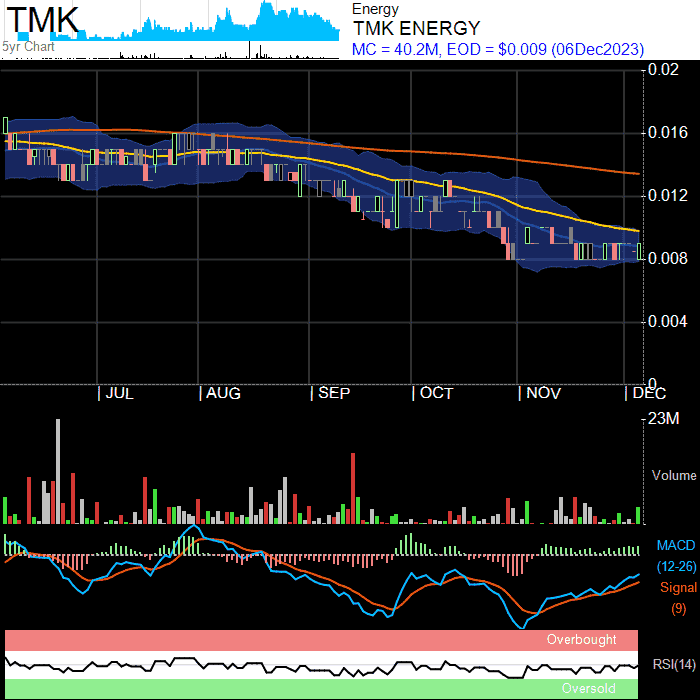 TMK
5yr Chart
Energy
TMK ENERGY
MC = 40.2M, EOD = $0.009 (06Dec2023)
0.02
0.016
0.012
0.008
0.004
0
JUL
AUG
SEP
OCT
NOV
DEC
23M
Volume
MACD
(12-26)
Signal
(9)
Overbought
RSI(14)
Oversold